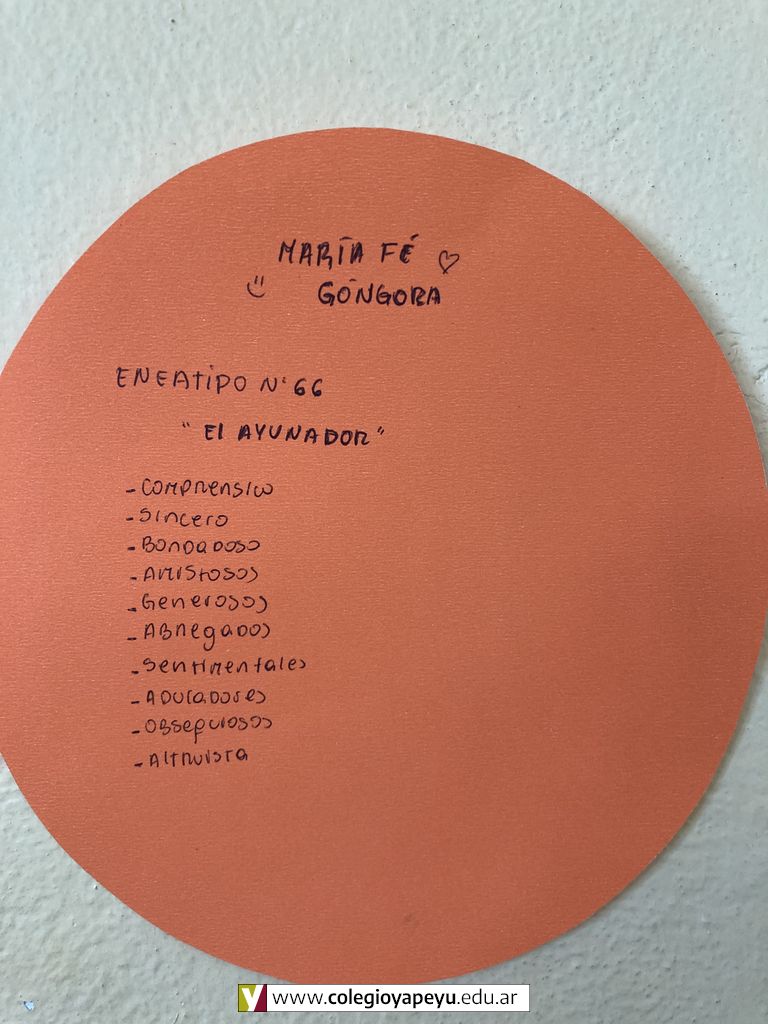 MARÍA FÉ ♡
GÓNGORA
ENEATIPO N° 66
"El AYUNADOR"
- COMPRENSIVO
- SINCERO
- BONDADOSO
- AMISTOSOS
- GENEROSOS
- ABNEGADOS
- SENTIMENTALES
- ADULADORES
- OBSEQUIOSOS
- ALTRUISTA
www.colegioyapeyu.edu.ar